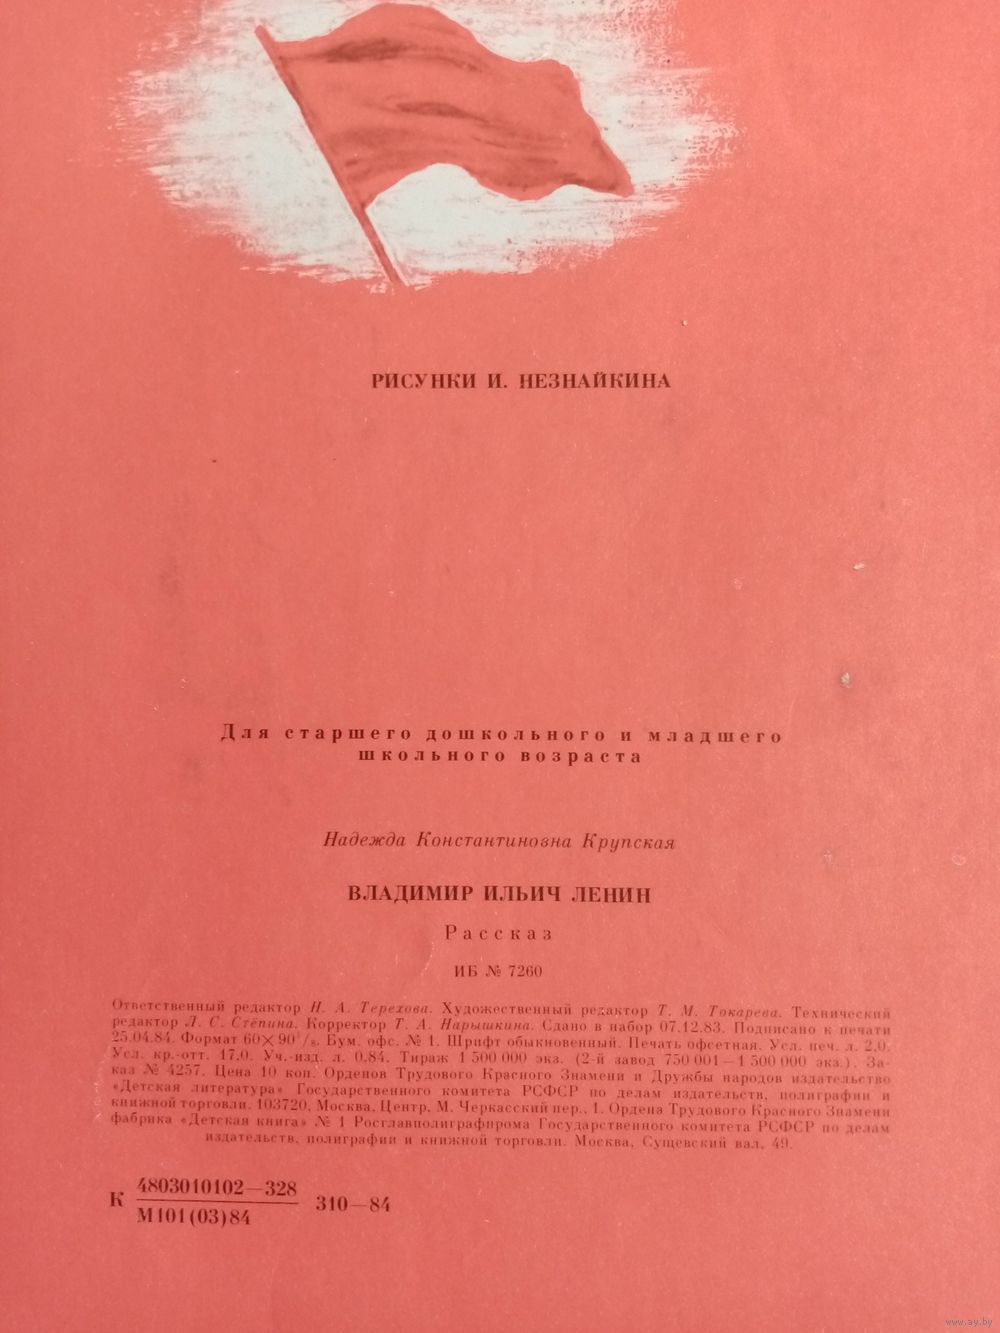 РИСУНКИ И. НЕЗНАЙКИНА
Для старшего дошкольного и младшего
школьного возраста
Надежда Константиновна Крупская
ВЛАДИМИР ИЛЬИЧ ЛЕНИН
Рассказ
ИБ № 7260
Ответственный редактор Н. А. Терехова. Художественный редактор Т. М. Токарева. Технический
редактор Л. С. Стёпина. Корректор Т. А. Нарышкина. Сдано в набор 07.12.83. Подписано к печати
25.04.84. Формат 60×90¹/₈. Бум. офс. № 1. Шрифт обыкновенный. Печать офсетная. Усл. печ. л. 2,0.
Усл. кр.-отт. 17,0. Уч.-изд. л. 0,84. Тираж 1 500 000 экз. (2-й завод 750 001—1 500 000 экз.). За-
каз № 4257. Цена 10 коп. Орденов Трудового Красного Знамени и Дружбы народов издательство
«Детская литература» Государственного комитета РСФСР по делам издательств, полиграфии и
книжной торговли. 103720, Москва, Центр, М. Черкасский пер., 1. Ордена Трудового Красного Знамени
фабрика «Детская книга» № 1 Росглавполиграфпрома Государственного комитета РСФСР по делам
издательств, полиграфии и книжной торговли. Москва, Сущевский вал, 49.
К 4803010102—328 310—84
М101(03)84
www.ay.by